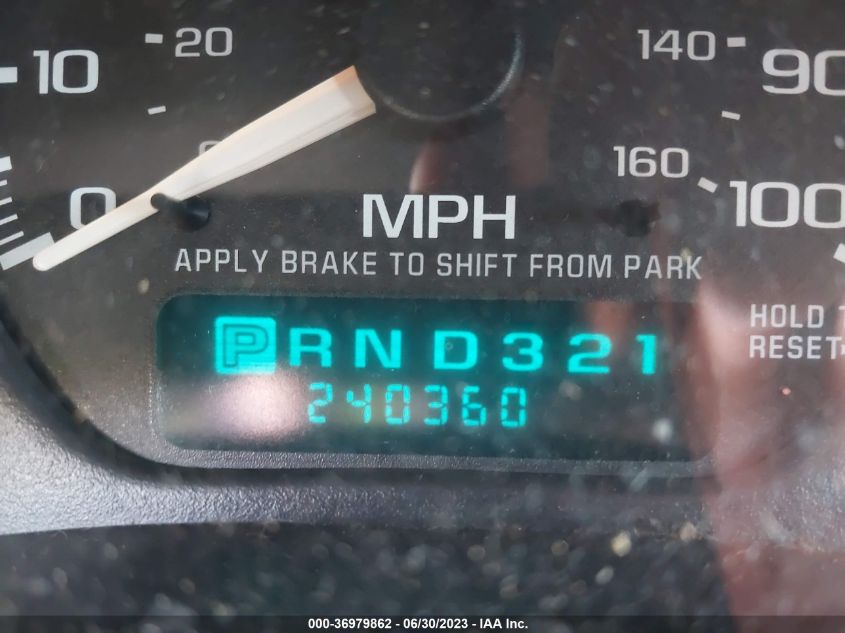 20 140
10 90
160
0 100
MPH
APPLY BRAKE TO SHIFT FROM PARK
PRND321
HOLD
RESET
240360
000-36979862 - 06/30/2023 - IAA Inc.